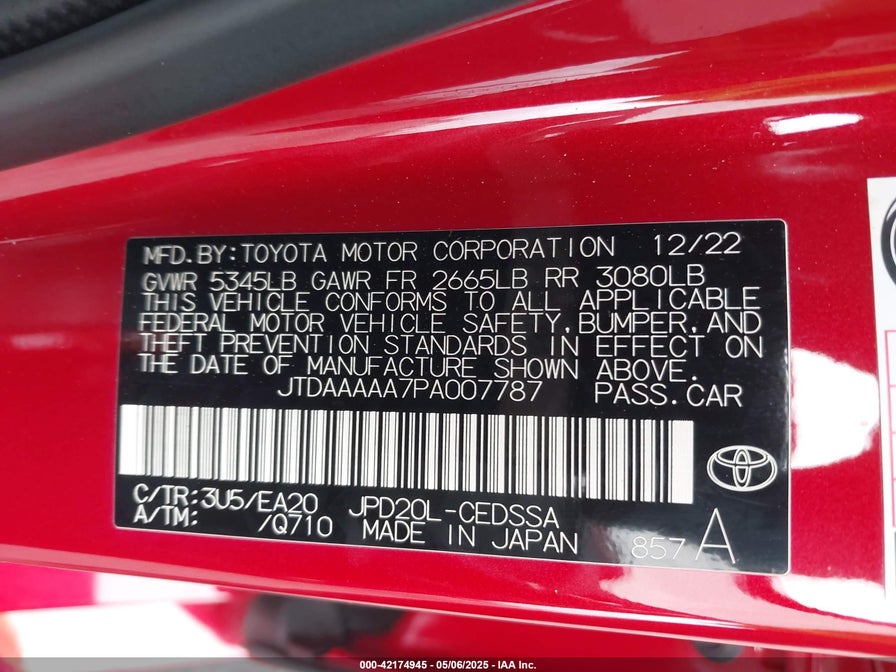 MFD.BY:TOYOTA MOTOR CORPORATION 12/22
GVWR 5345LB GAWR FR 2665LB RR 3080LB
THIS VEHICLE CONFORMS TO ALL APPLICABLE
FEDERAL MOTOR VEHICLE SAFETY,BUMPER,AND
THEFT PREVENTION STANDARDS IN EFFECT ON
THE DATE OF MANUFACTURE SHOWN ABOVE.
JTDAAAAA7PA007787 PASS.CAR
C/TR:3U5/EA20 JPD20L-CEDSSA
A/TM: /Q710 MADE IN JAPAN 857 A
000-42174945 - 05/06/2025 - IAA Inc.